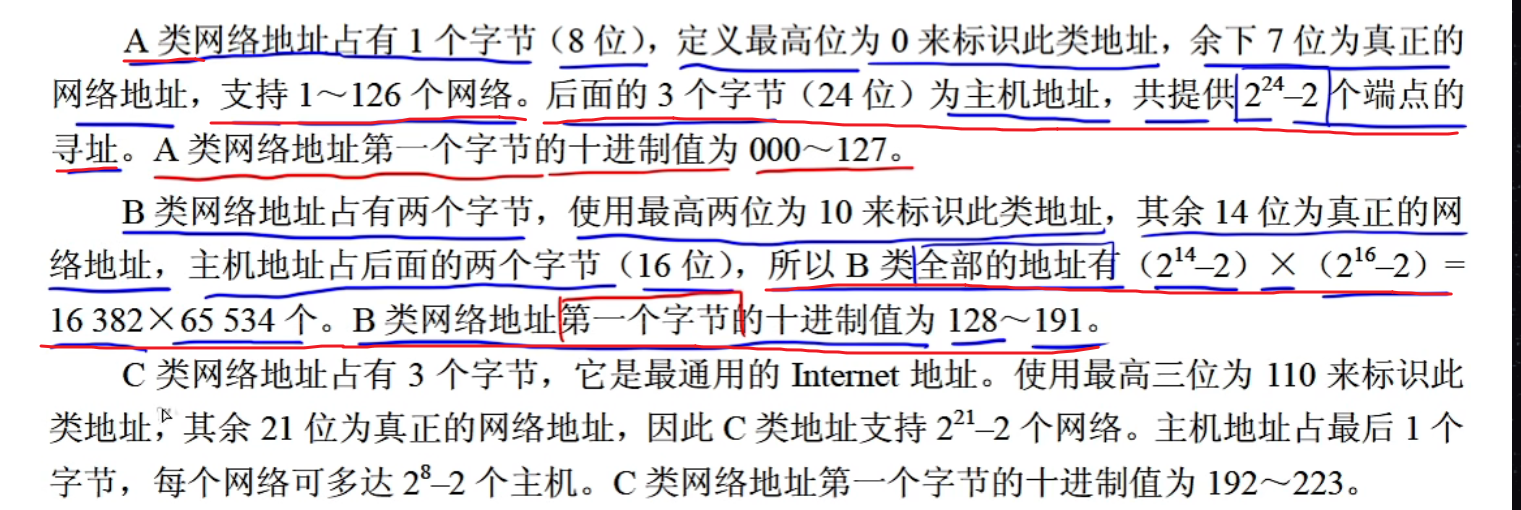 A 类网络地址占有 1 个字节（8 位），定义最高位为 0 来标识此类地址，余下 7 位为真正的
网络地址，支持 1～126 个网络。后面的 3 个字节（24 位）为主机地址，共提供 2²⁴–2 个端点的
寻址。A 类网络地址第一个字节的十进制值为 000～127。
B 类网络地址占有两个字节，使用最高两位为 10 来标识此类地址，其余 14 位为真正的网
络地址，主机地址占后面的两个字节（16 位），所以 B 类全部的地址有（2¹⁴–2）×（2¹⁶–2）=
16 382×65 534 个。B 类网络地址第一个字节的十进制值为 128～191。
C 类网络地址占有 3 个字节，它是最通用的 Internet 地址。使用最高三位为 110 来标识此
类地址，其余 21 位为真正的网络地址，因此 C 类地址支持 2²¹–2 个网络。主机地址占最后 1 个
字节，每个网络可多达 2⁸–2 个主机。C 类网络地址第一个字节的十进制值为 192～223。